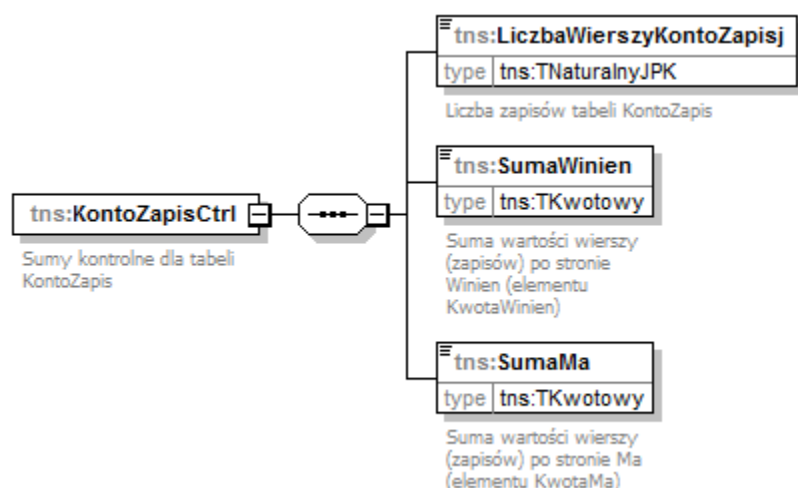 tns:LiczbaWierszyKontoZapisj
type tns:TNaturalnyJPK
Liczba zapisów tabeli KontoZapis
tns:SumaWinien
type tns:TKwotowy
Suma wartości wierszy
(zapisów) po stronie
Winien (elementu
KwotaWinien)
tns:KontoZapisCtrl
Sumy kontrolne dla tabeli
KontoZapis
tns:SumaMa
type tns:TKwotowy
Suma wartości wierszy
(zapisów) po stronie Ma
(elementu KwotaMa)